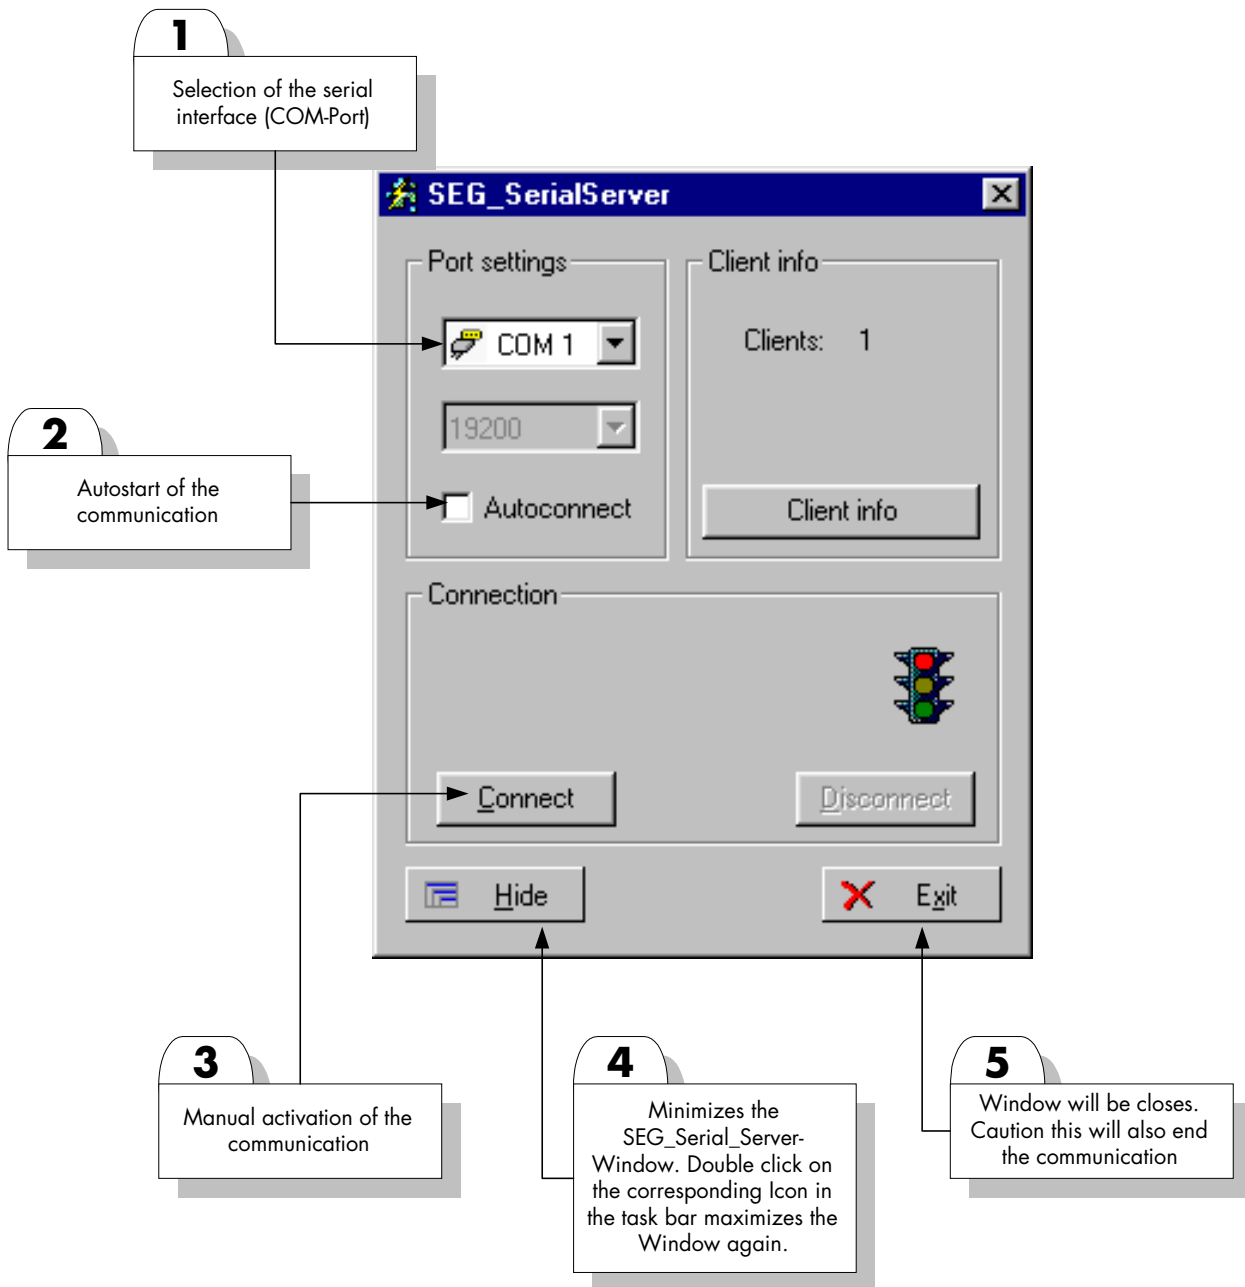 1
Selection of the serial
interface (COM-Port)
SEG_SerialServer
Port settings
Client info
COM 1
Clients: 1
19200
2
Autostart of the
communication
Autoconnect
Client info
Connection
Connect
Disconnect
Hide
Exit
3
Manual activation of the
communication
4
Minimizes the
SEG_Serial_Server-
Window. Double click on
the corresponding Icon in
the task bar maximizes the
Window again.
5
Window will be closes.
Caution this will also end
the communication